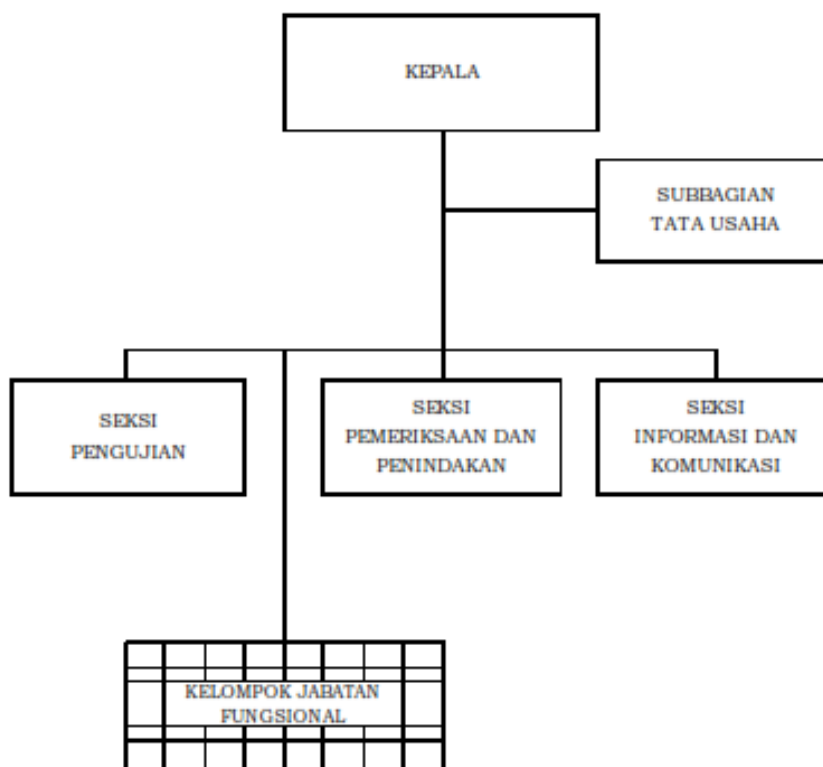 KEPALA
SUBBAGIAN
TATA USAHA
SEKSI
PENGUJIAN
SEKSI
PEMERIKSAAN DAN
PENINDAKAN
SEKSI
INFORMASI DAN
KOMUNIKASI
KELOMPOK JABATAN
FUNGSIONAL